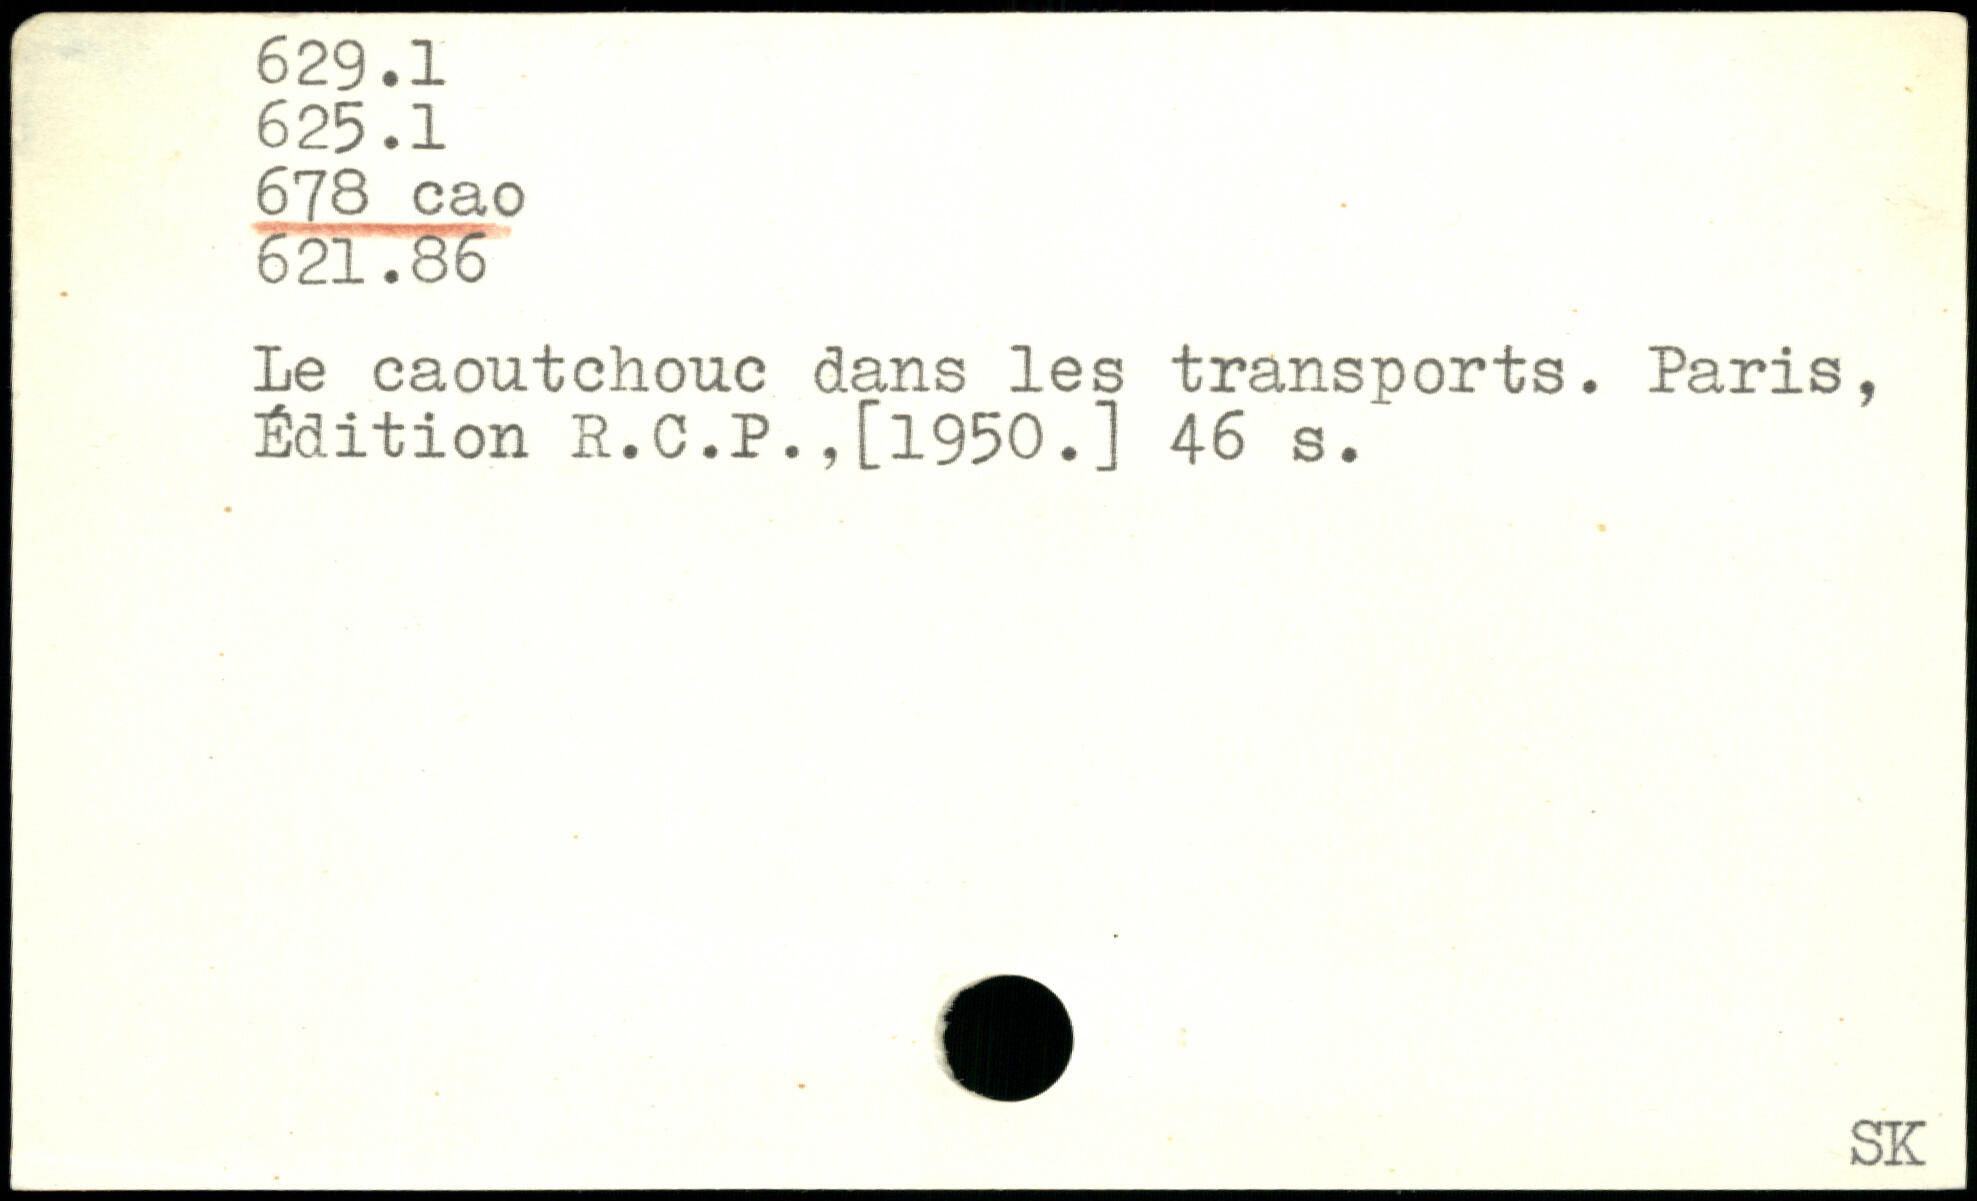 629.1
625.1
678 cao
621.86
Le caoutchouc dans les transports. Paris,
Édition R.C.P.,[1950.] 46 s.
SK